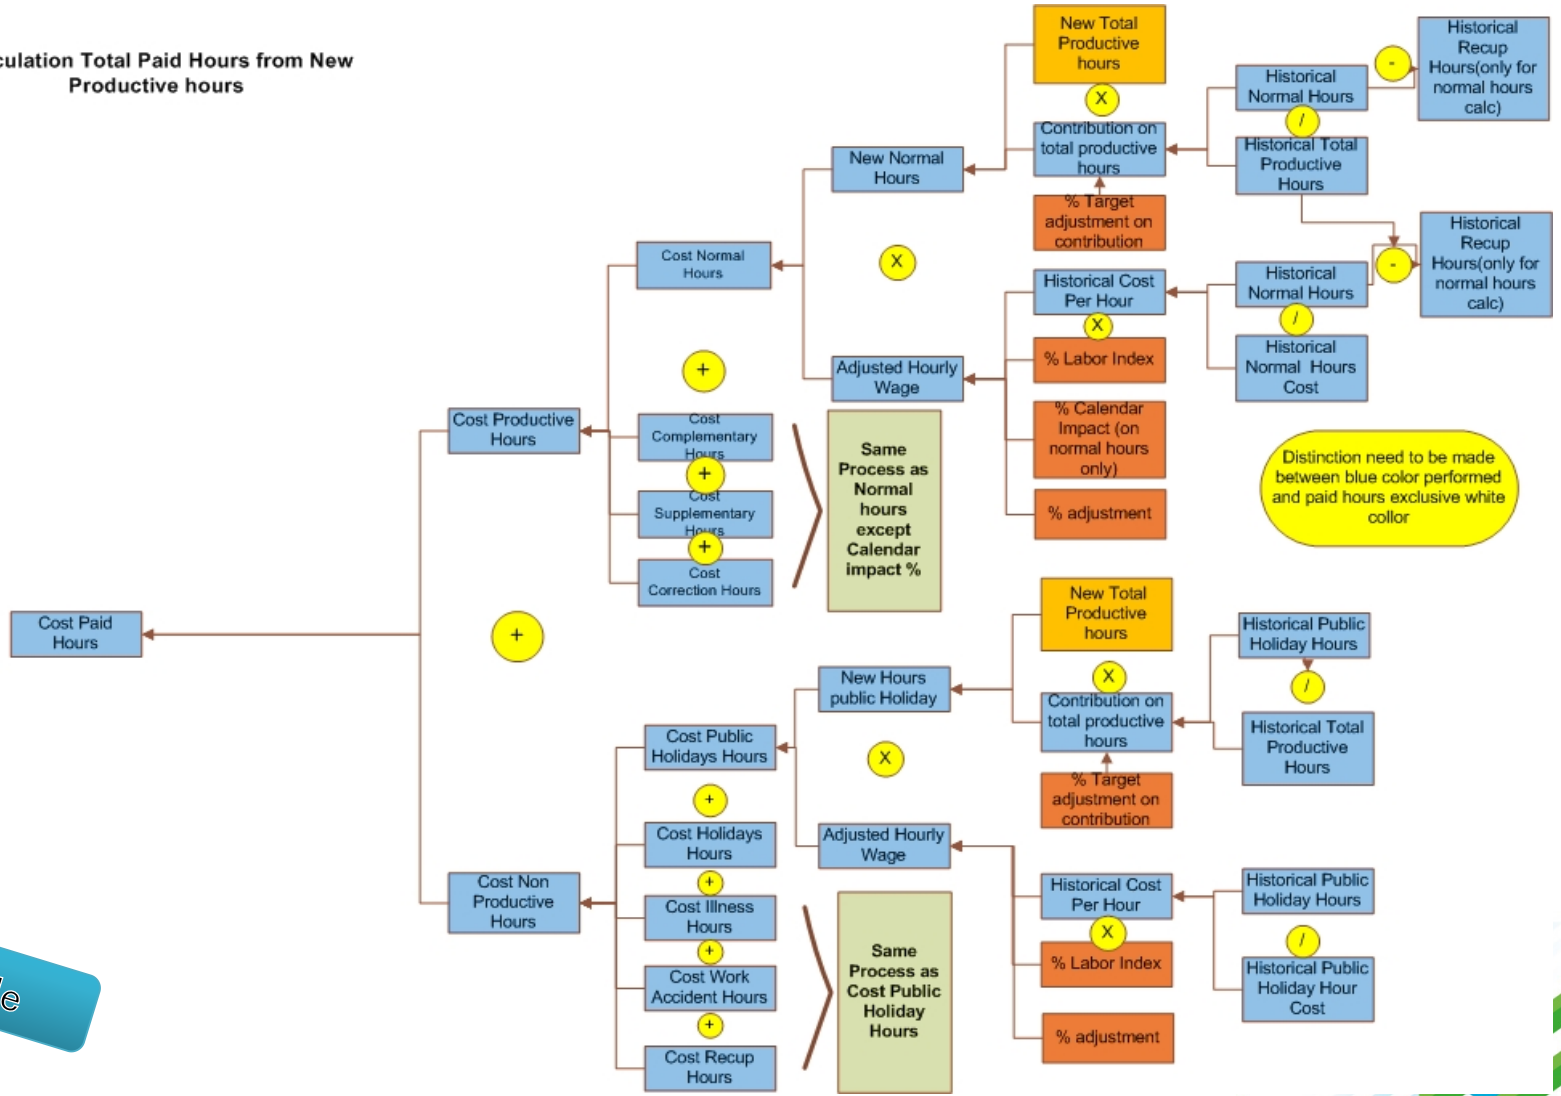 culation Total Paid Hours from New
Productive hours
New Total
Productive
hours
X
Contribution on
total productive
hours
% Target
adjustment on
contribution
Historical
Normal Hours
/
Historical Total
Productive
Hours
-
Historical
Recup
Hours(only for
normal hours
calc)
New Normal
Hours
X
Cost Normal
Hours
Historical Cost
Per Hour
X
% Labor Index
% Calendar
Impact (on
normal hours
only)
% adjustment
Historical
Normal Hours
/
Historical
Normal Hours
Cost
-
Historical
Recup
Hours(only for
normal hours
calc)
Adjusted Hourly
Wage
+
Cost Productive
Hours
Cost
Complementary
Hours
+
Cost
Supplementary
Hours
+
Cost
Correction Hours
Same
Process as
Normal
hours
except
Calendar
impact %
Distinction need to be made
between blue color performed
and paid hours exclusive white
collor
Cost Paid
Hours
+
New Total
Productive
hours
X
Contribution on
total productive
hours
% Target
adjustment on
contribution
Historical Public
Holiday Hours
/
Historical Total
Productive
Hours
New Hours
public Holiday
X
Cost Public
Holidays Hours
+
Cost Holidays
Hours
+
Cost Illness
Hours
+
Cost Work
Accident Hours
+
Cost Recup
Hours
Cost Non
Productive
Hours
Adjusted Hourly
Wage
Same
Process as
Cost Public
Holiday
Hours
Historical Cost
Per Hour
X
% Labor Index
% adjustment
Historical Public
Holiday Hours
/
Historical Public
Holiday Hour
Cost